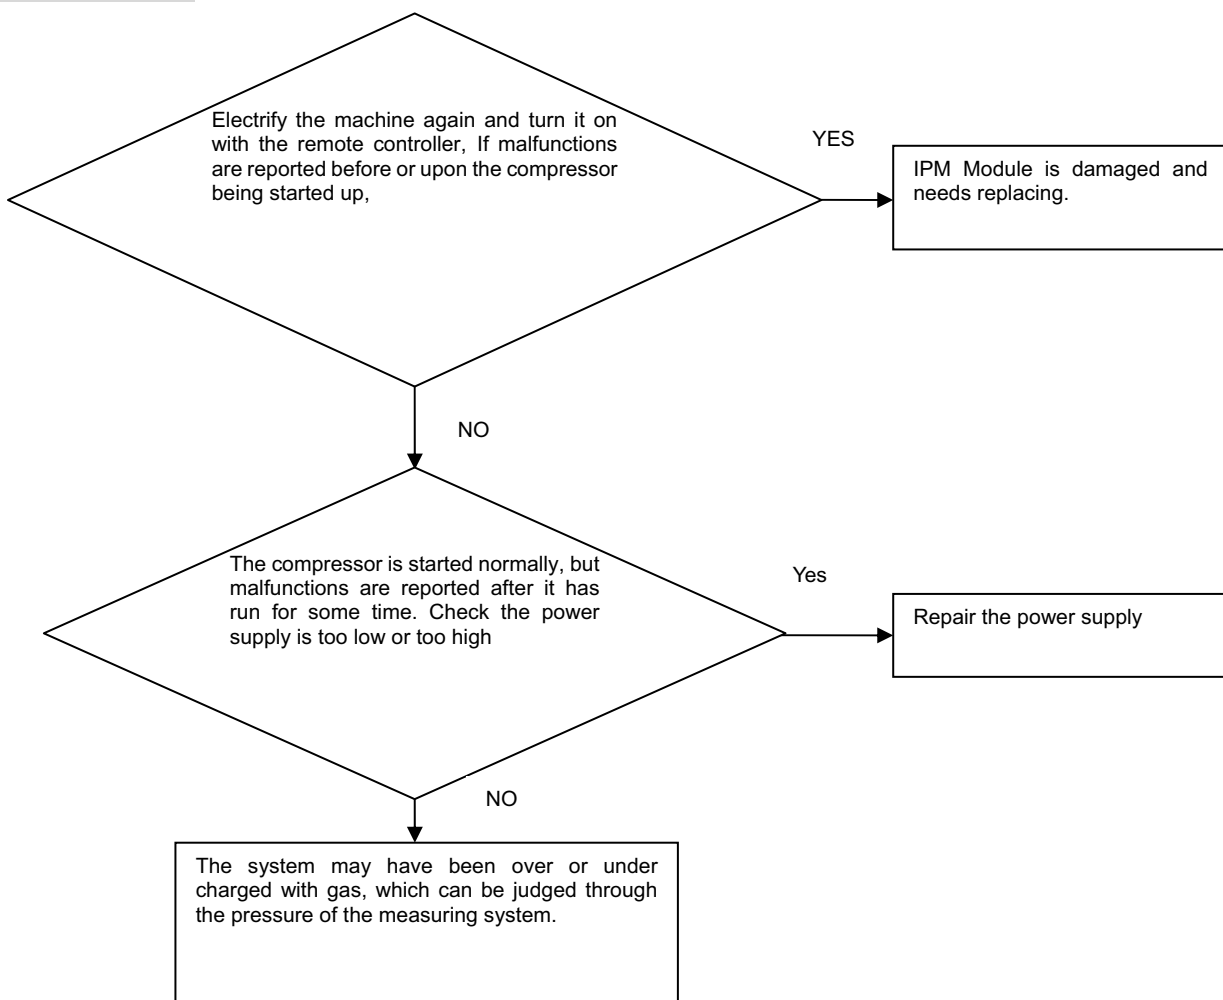 Electrify the machine again and turn it on
with the remote controller, If malfunctions
are reported before or upon the compressor
being started up,
YES
IPM Module is damaged and
needs replacing.
NO
The compressor is started normally, but
malfunctions are reported after it has
run for some time. Check the power
supply is too low or too high
Yes
Repair the power supply
NO
The system may have been over or under
charged with gas, which can be judged through
the pressure of the measuring system.